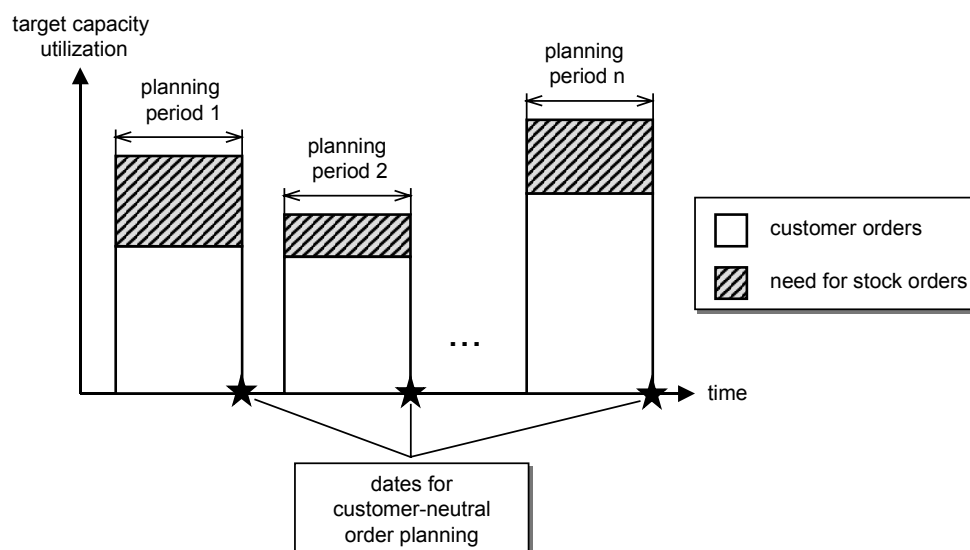 target capacity
utilization
planning
period 1
planning
period 2
planning
period n
customer orders
need for stock orders
...
time
dates for
customer-neutral
order planning